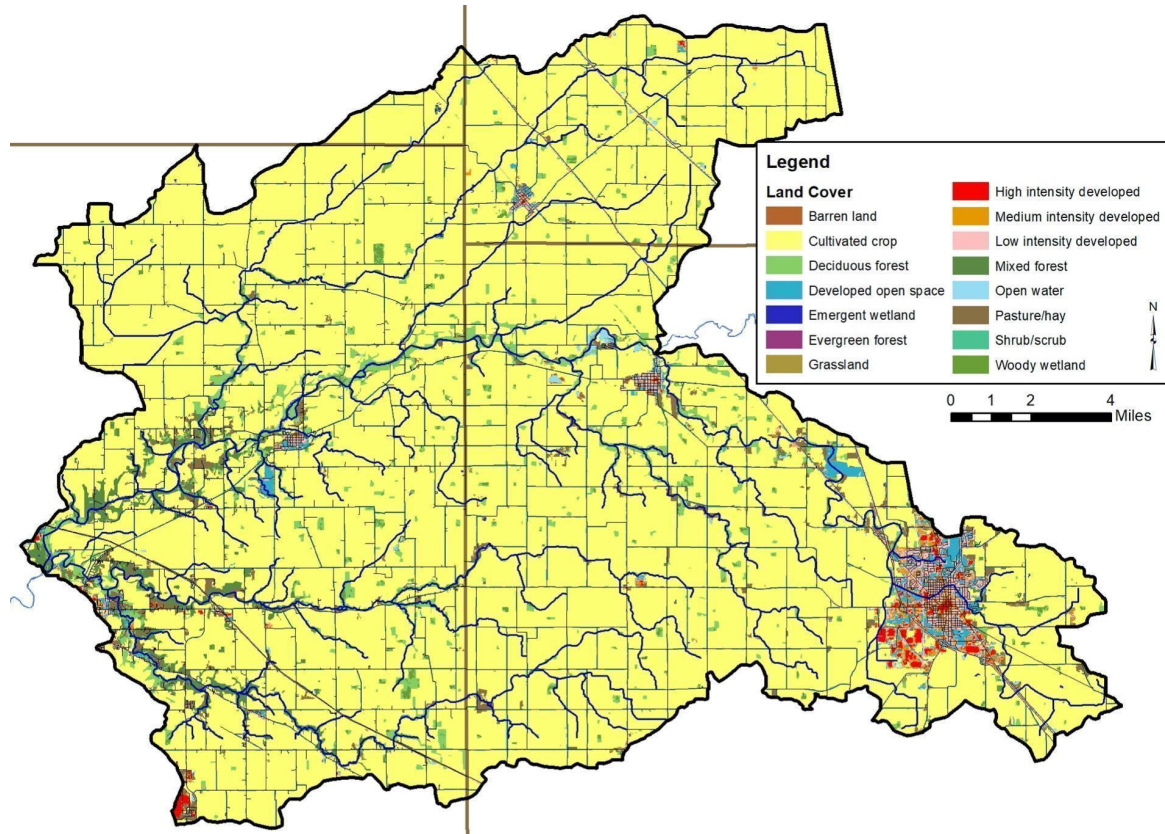 Legend
Land Cover
Barren land
Cultivated crop
Deciduous forest
Developed open space
Emergent wetland
Evergreen forest
Grassland
High intensity developed
Medium intensity developed
Low intensity developed
Mixed forest
Open water
Pasture/hay
Shrub/scrub
Woody wetland
N
0 1 2 4
Miles